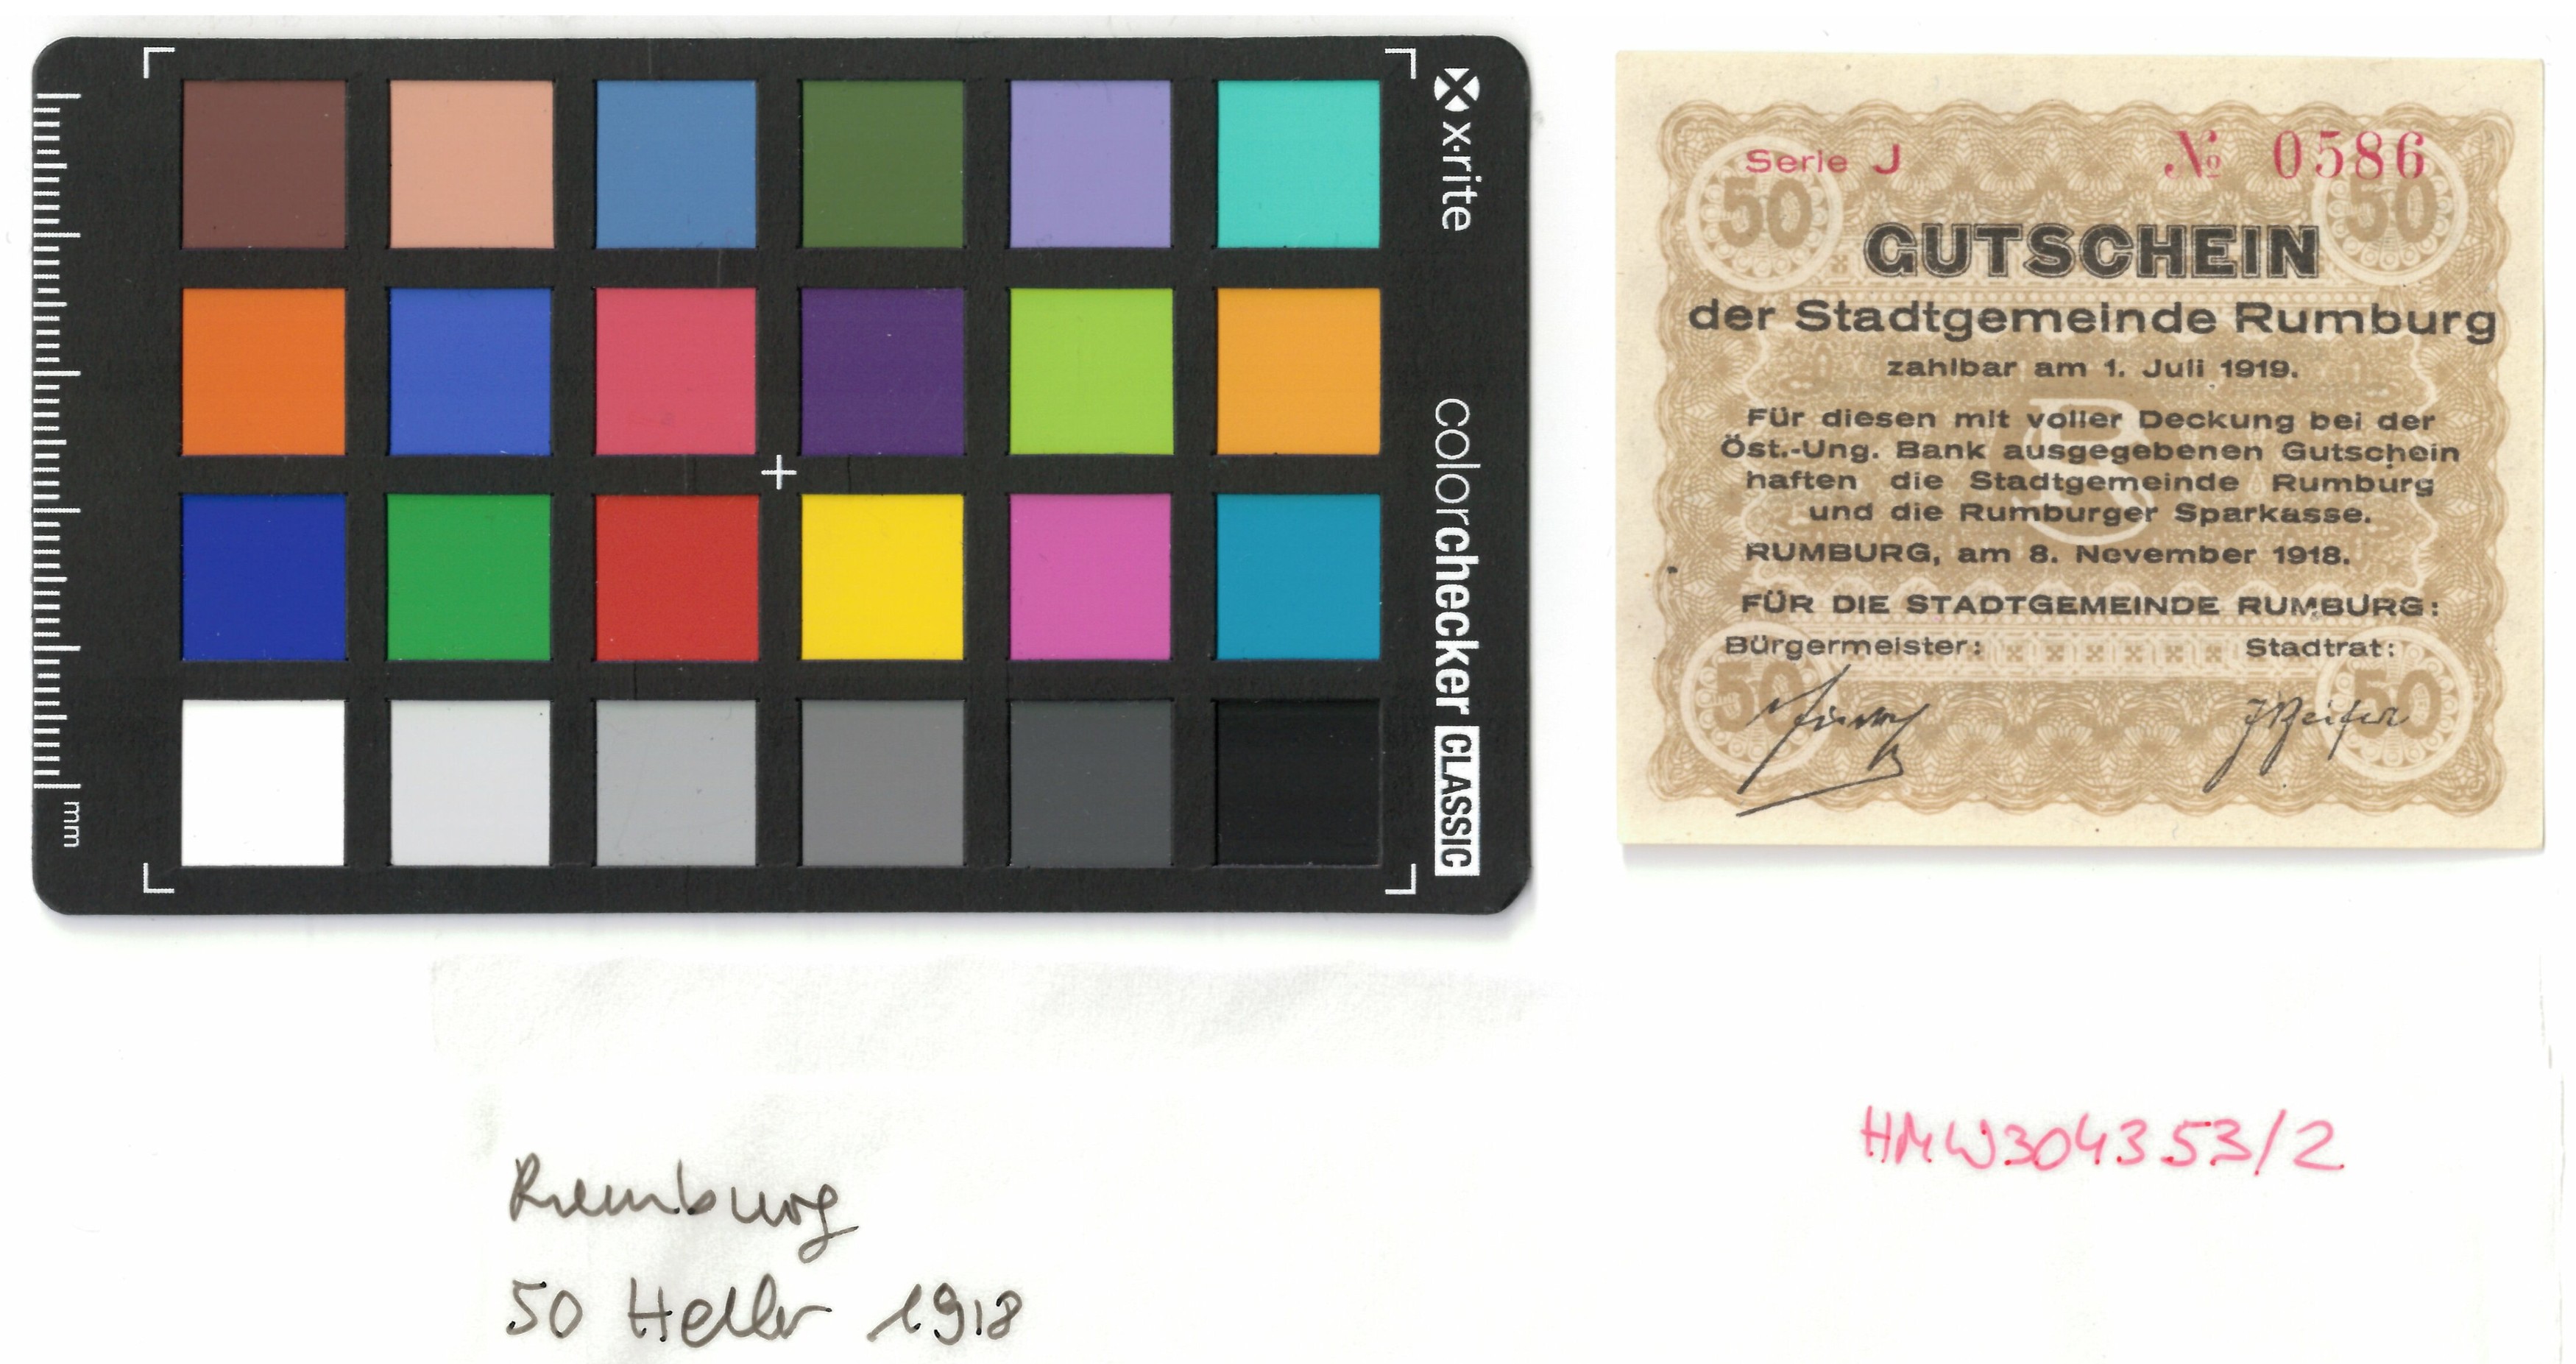 x·rite
colorchecker CLASSIC
mm
Serie J № 0586
50 50
GUTSCHEIN
der Stadtgemeinde Rumburg
zahlbar am 1. Juli 1919.
Für diesen mit voller Deckung bei der
Öst.-Ung. Bank ausgegebenen Gutschein
haften die Stadtgemeinde Rumburg
und die Rumburger Sparkasse.
RUMBURG, am 8. November 1918.
FÜR DIE STADTGEMEINDE RUMBURG:
Bürgermeister: Stadtrat:
50 50
HMW304353/2
Rumburg
50 Heller 1918